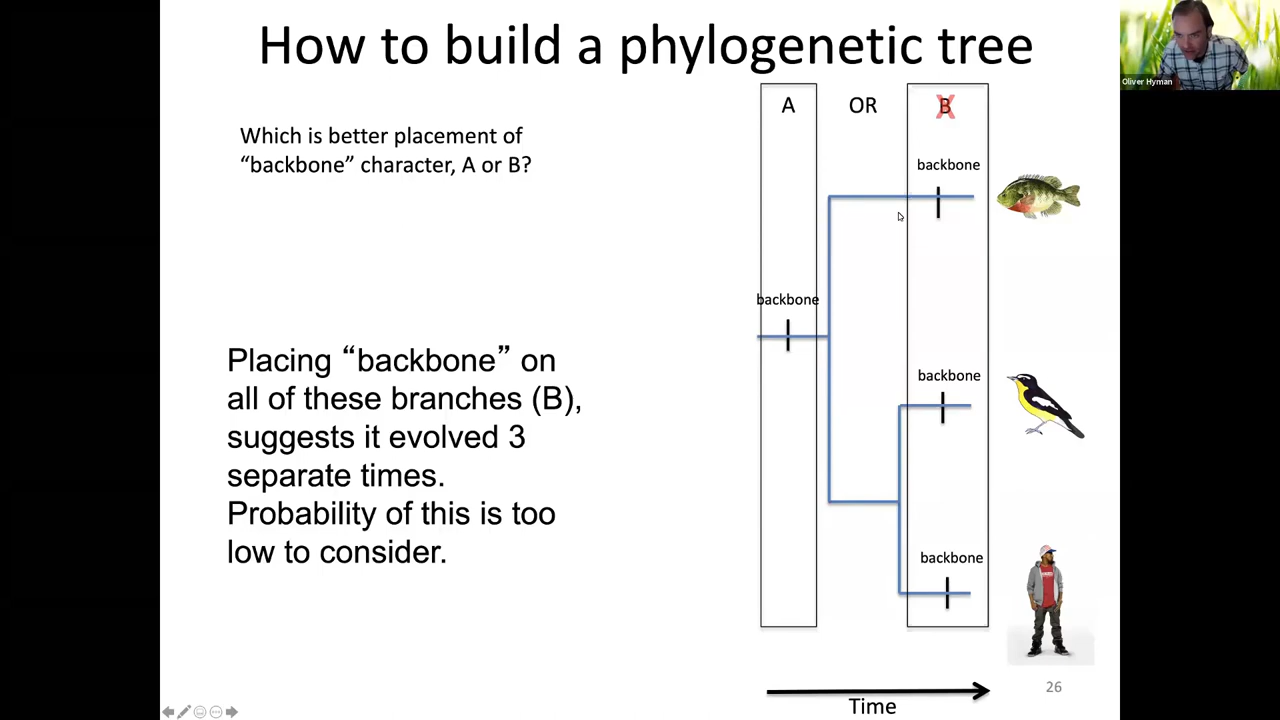 How to build a phylogenetic tree
Oliver Hyman
A
OR
B
Which is better placement of
“backbone” character, A or B?
backbone
backbone
Placing “backbone” on
all of these branches (B),
suggests it evolved 3
separate times.
Probability of this is too
low to consider.
backbone
backbone
26
Time